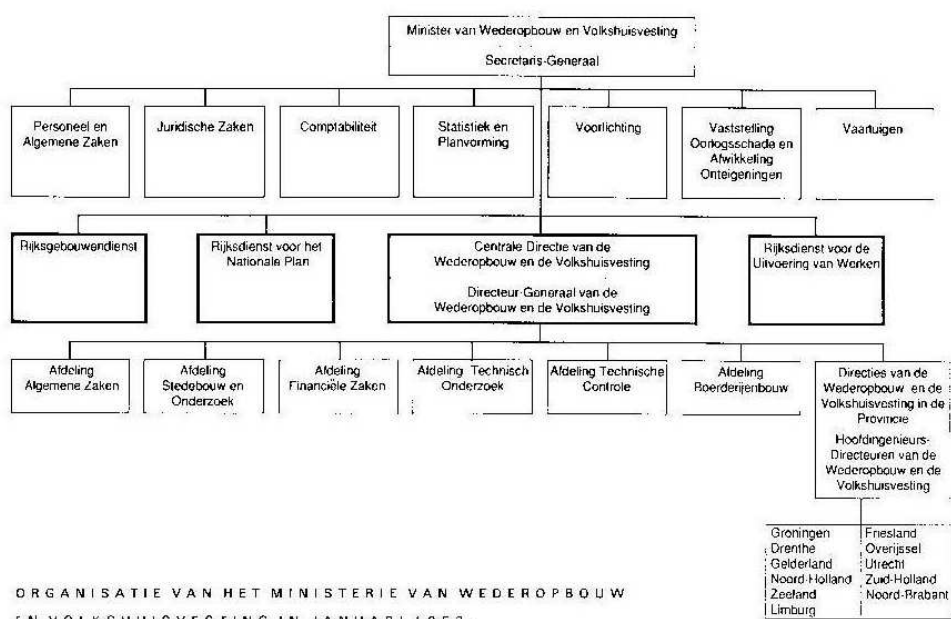 Minister van Wederopbouw en Volkshuisvesting
Secretaris-Generaal
Personeel en
Algemene Zaken
Juridische Zaken
Comptabiliteit
Statistiek en
Planvorming
Voorlichting
Vaststelling
Oorlogsschade en
Afwikkeling
Onteigeningen
Vaartuigen
Rijksgebouwendienst
Rijksdienst voor het
Nationale Plan
Centrale Directie van de
Wederopbouw en de Volkshuisvesting
Directeur-Generaal van de
Wederopbouw en de Volkshuisvesting
Rijksdienst voor de
Uitvoering van Werken
Afdeling
Algemene Zaken
Afdeling
Stedebouw en
Onderzoek
Afdeling
Financiële Zaken
Afdeling Technisch
Onderzoek
Afdeling Technische
Controle
Afdeling
Boerderijenbouw
Directies van de
Wederopbouw en de
Volkshuisvesting in de
Provincie
Hoofdingenieurs-
Directeuren van de
Wederopbouw en de
Volkshuisvesting
Groningen Friesland
Drenthe Overijssel
Gelderland Utrecht
Noord-Holland Zuid-Holland
Zeeland Noord-Brabant
Limburg
ORGANISATIE VAN HET MINISTERIE VAN WEDEROPBOUW
EN VOLKSHUISVESTING IN JANUARI